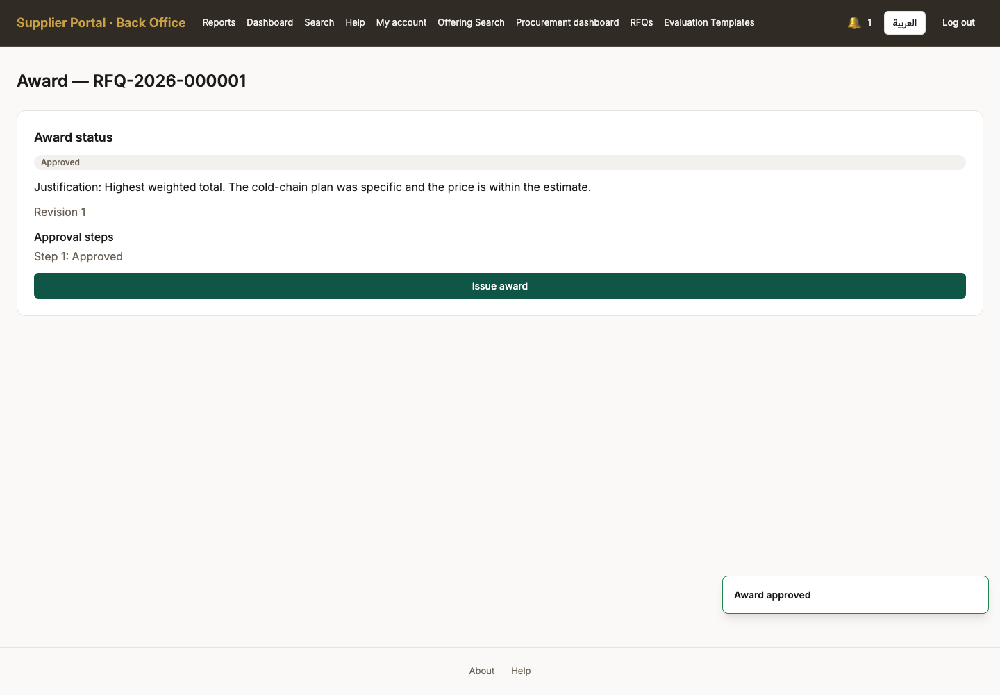 Supplier Portal · Back Office Reports Dashboard Search Help My account Offering Search Procurement dashboard RFQs Evaluation Templates 1 العربية Log out
Award — RFQ-2026-000001
Award status
Approved
Justification: Highest weighted total. The cold-chain plan was specific and the price is within the estimate.
Revision 1
Approval steps
Step 1: Approved
Issue award
Award approved
About Help